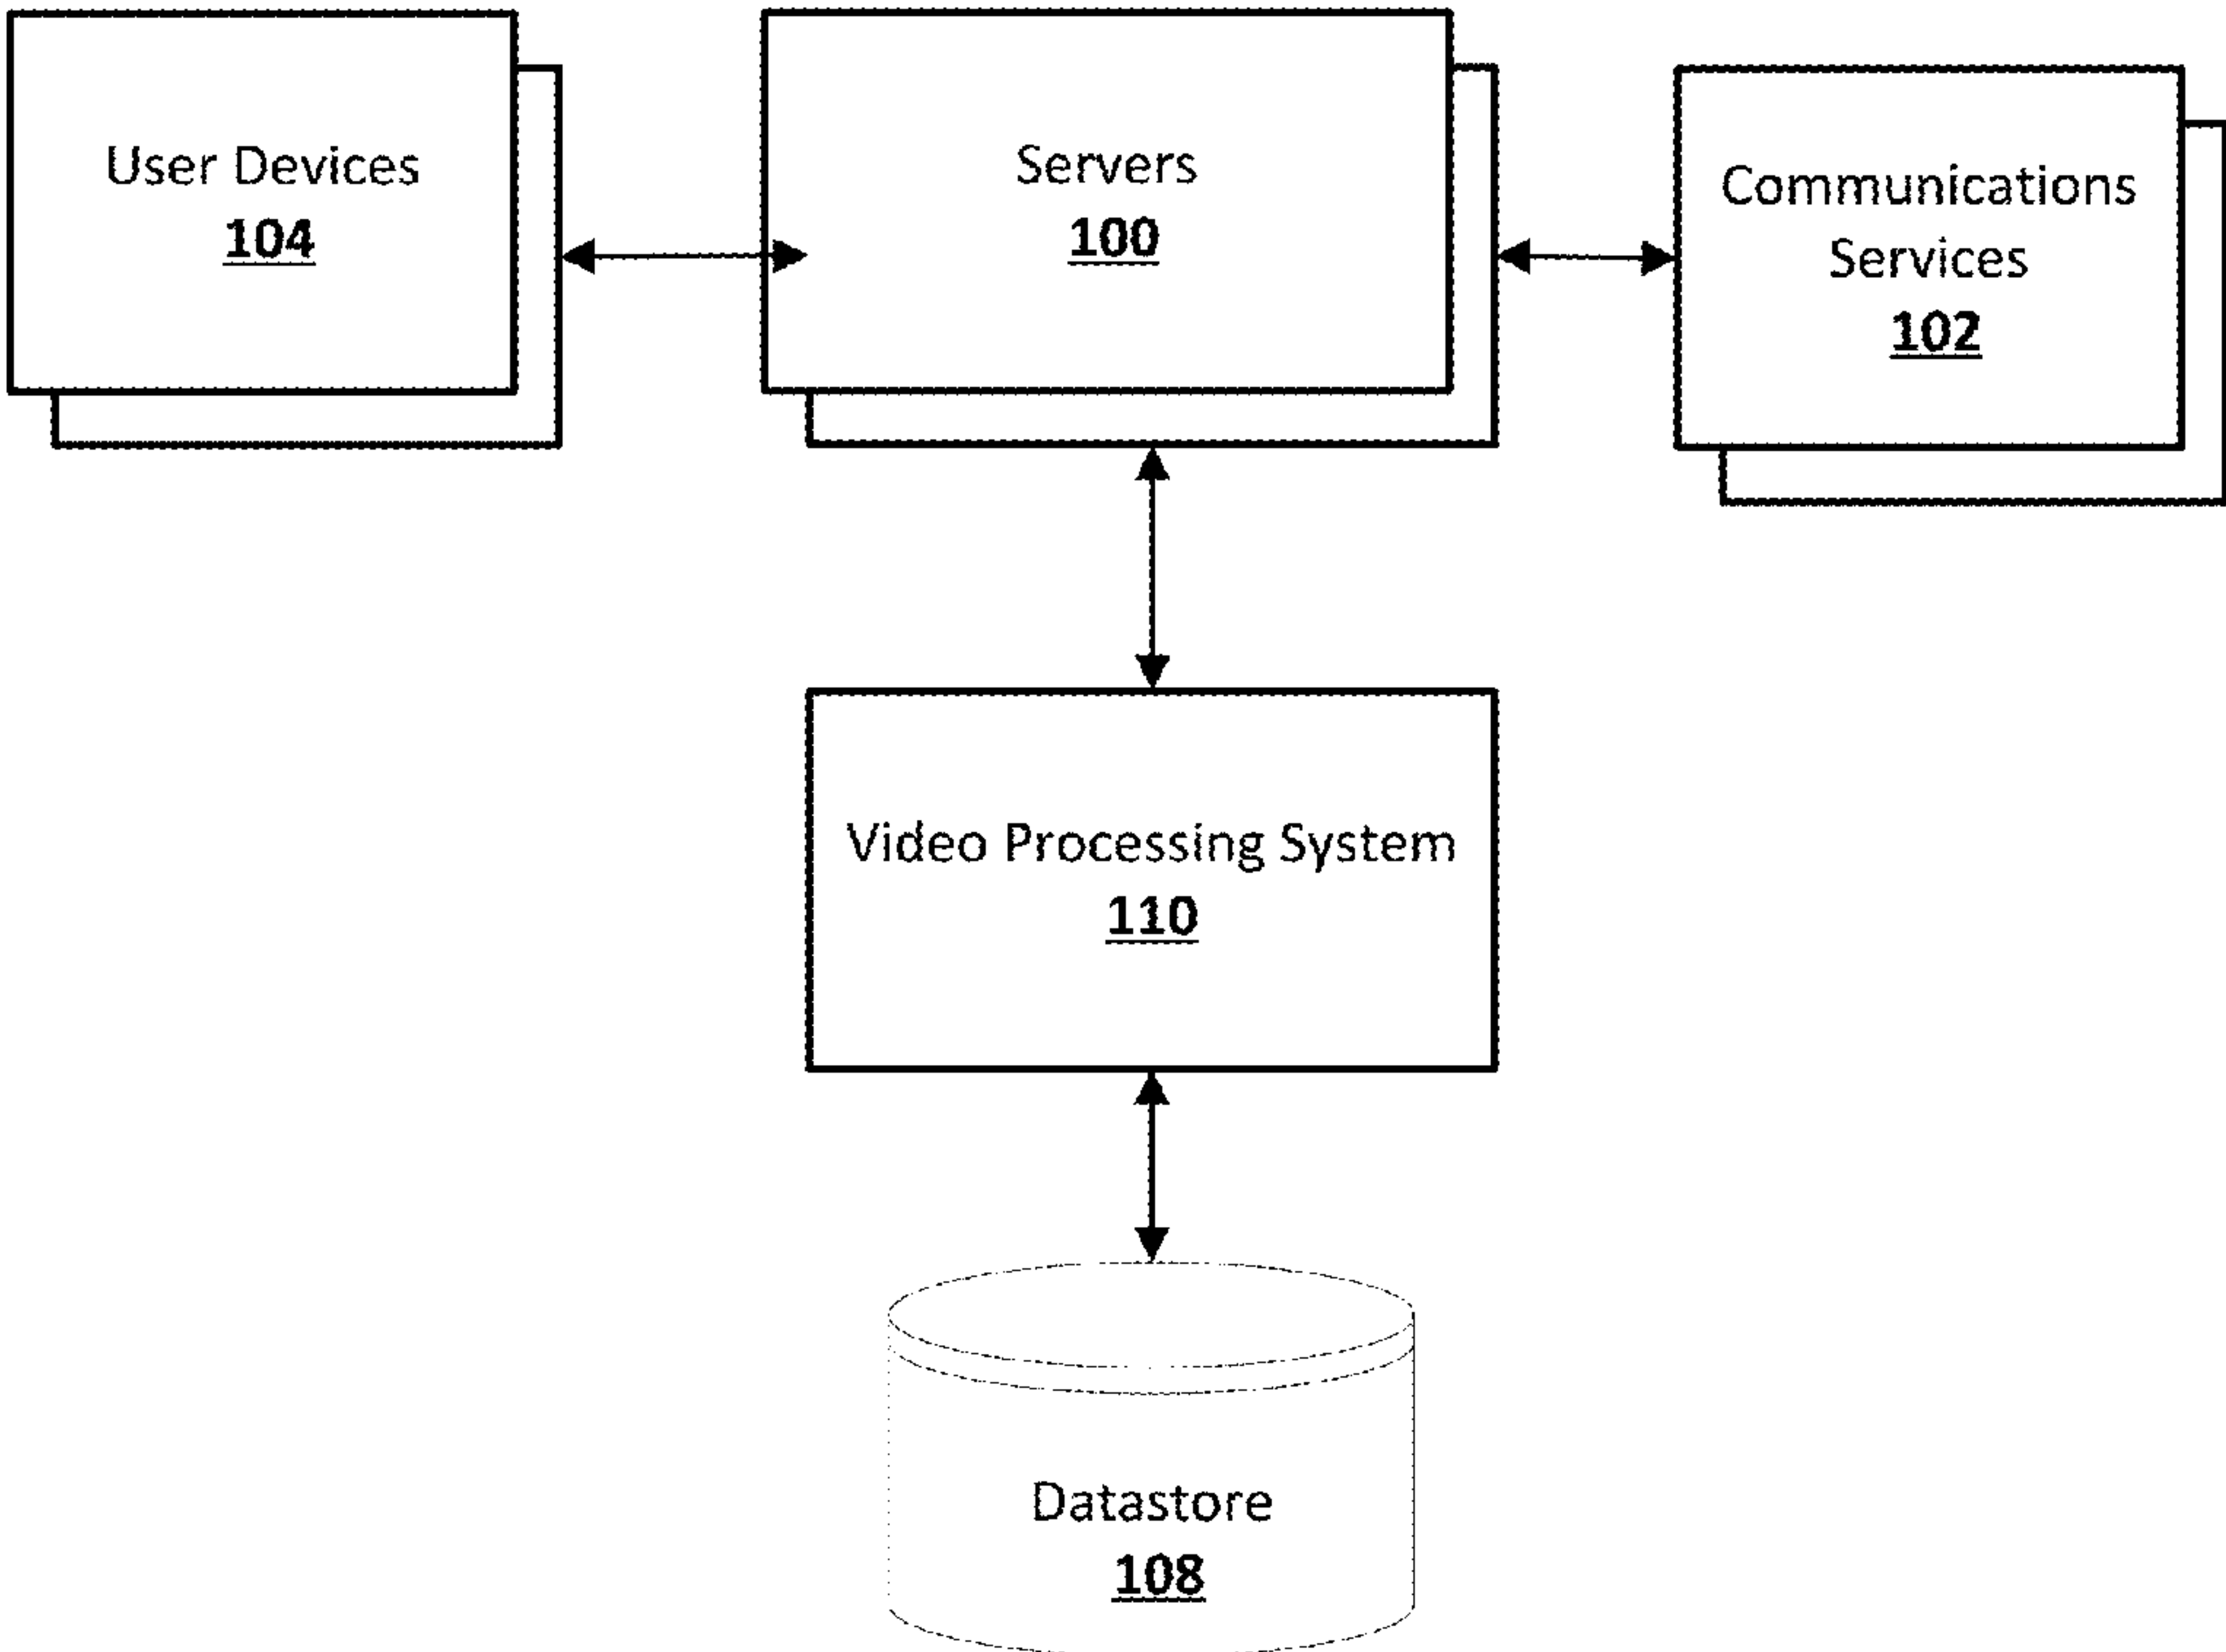 User Devices
104
Servers
100
Communications
Services
102
Video Processing System
110
Datastore
108